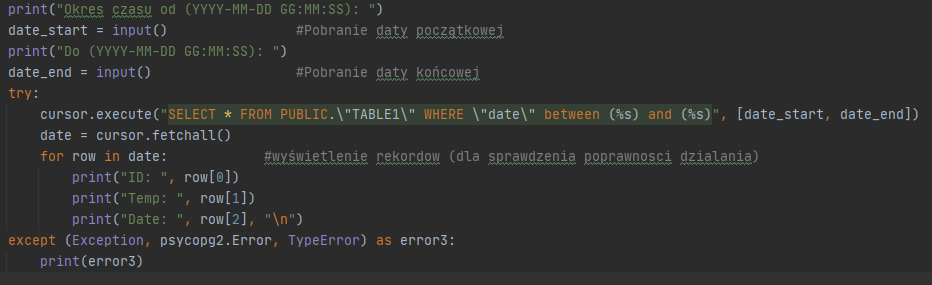 print("Okres czasu od (YYYY-MM-DD GG:MM:SS): ")
date_start = input()                #Pobranie daty początkowej
print("Do (YYYY-MM-DD GG:MM:SS): ")
date_end = input()                  #Pobranie daty końcowej
try:
    cursor.execute("SELECT * FROM PUBLIC.\"TABLE1\" WHERE \"date\" between (%s) and (%s)", [date_start, date_end])
    date = cursor.fetchall()
    for row in date:            #wyświetlenie rekordow (dla sprawdzenia poprawnosci dzialania)
        print("ID: ", row[0])
        print("Temp: ", row[1])
        print("Date: ", row[2], "\n")
except (Exception, psycopg2.Error, TypeError) as error3:
    print(error3)